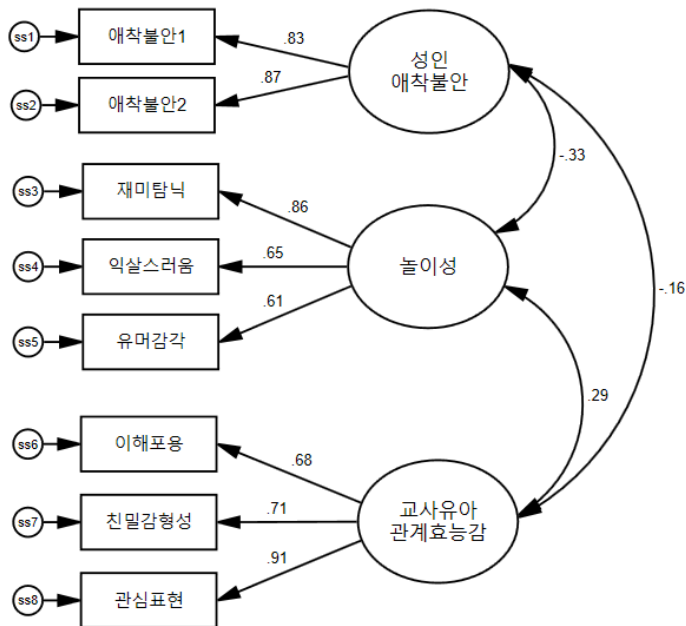 ss1
애착불안1
.83
성인
애착불안
ss2
애착불안2
.87
-.33
ss3
재미탐닉
.86
ss4
익살스러움
.65
놀이성
-.16
ss5
유머감각
.61
.29
ss6
이해포용
.68
ss7
친밀감형성
.71
교사유아
관계효능감
ss8
관심표현
.91